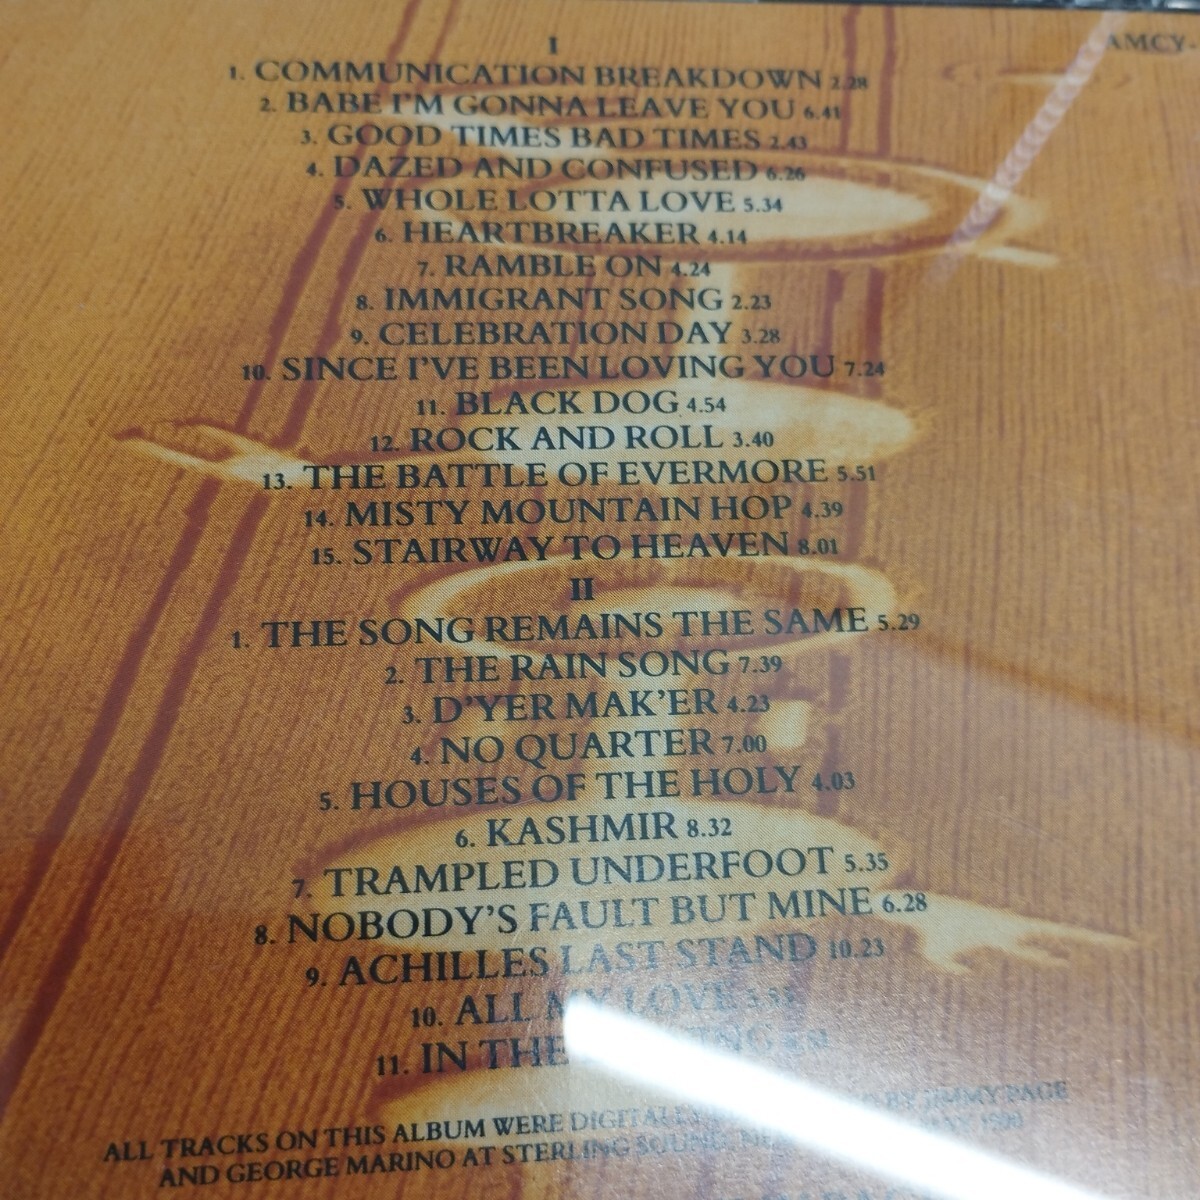 AMCY-
I
1. COMMUNICATION BREAKDOWN 2.28
2. BABE I'M GONNA LEAVE YOU 6.41
3. GOOD TIMES BAD TIMES 2.43
4. DAZED AND CONFUSED 6.26
5. WHOLE LOTTA LOVE 5.34
6. HEARTBREAKER 4.14
7. RAMBLE ON 4.24
8. IMMIGRANT SONG 2.23
9. CELEBRATION DAY 3.28
10. SINCE I'VE BEEN LOVING YOU 7.24
11. BLACK DOG 4.54
12. ROCK AND ROLL 3.40
13. THE BATTLE OF EVERMORE 5.51
14. MISTY MOUNTAIN HOP 4.39
15. STAIRWAY TO HEAVEN 8.01
II
1. THE SONG REMAINS THE SAME 5.29
2. THE RAIN SONG 7.39
3. D'YER MAK'ER 4.23
4. NO QUARTER 7.00
5. HOUSES OF THE HOLY 4.03
6. KASHMIR 8.32
7. TRAMPLED UNDERFOOT 5.35
8. NOBODY'S FAULT BUT MINE 6.28
9. ACHILLES LAST STAND 10.23
10. ALL MY LOVE
11. IN THE
ALL TRACKS ON THIS ALBUM WERE DIGITALLY BY JIMMY PAGE
AND GEORGE MARINO AT STERLING SOUND,